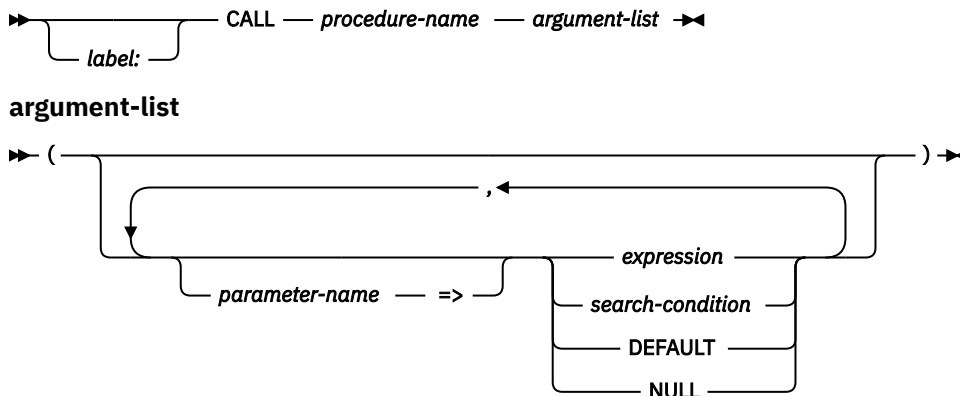 CALL procedure-name argument-list
label:
argument-list
( )
,
expression
parameter-name =>
search-condition
DEFAULT
NULL